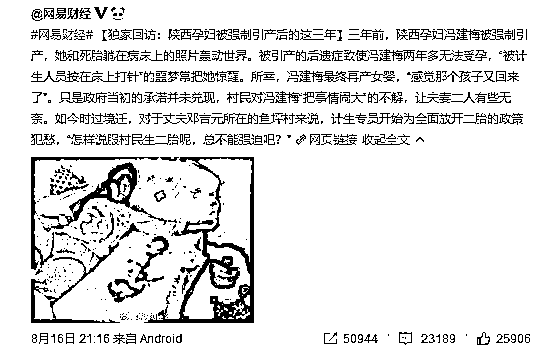 @网易财经
#网易财经# 【独家回访：陕西孕妇被强制引产后的这三年】三年前，陕西孕妇冯建梅被强制引
产，她和死胎躺在病床上的照片轰动世界。被引产的后遗症致使冯建梅两年多无法受孕，"被计
生人员按在床上打针"的噩梦常把她惊醒。所幸，冯建梅最终再产女婴，"感觉那个孩子又回来
了"。只是政府当初的承诺并未兑现，村民对冯建梅"把事情闹大"的不解，让夫妻二人有些无
奈。如今时过境迁，对于丈夫邓吉元所在的鱼坪村来说，计生专员开始为全面放开二胎的政策
犯愁，"怎样说服村民生二胎呢，总不能强迫吧？" 网页链接 收起全文
8月16日 21:16 来自 Android 50944 23189 25906